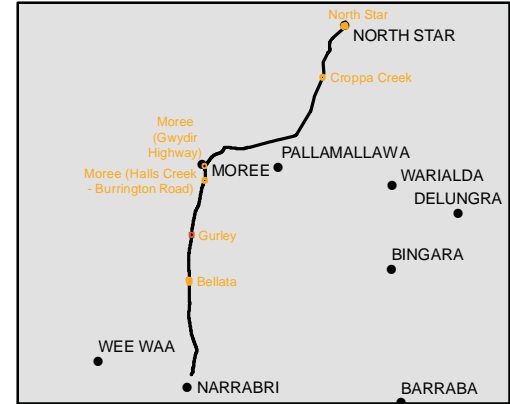 North Star
NORTH STAR
Croppa Creek
Moree
(Gwydir
Highway)
PALLAMALLAWA
MOREE
Moree (Halls Creek
- Burrington Road)
WARIALDA
DELUNGRA
Gurley
BINGARA
Bellata
WEE WAA
NARRABRI
BARRABA